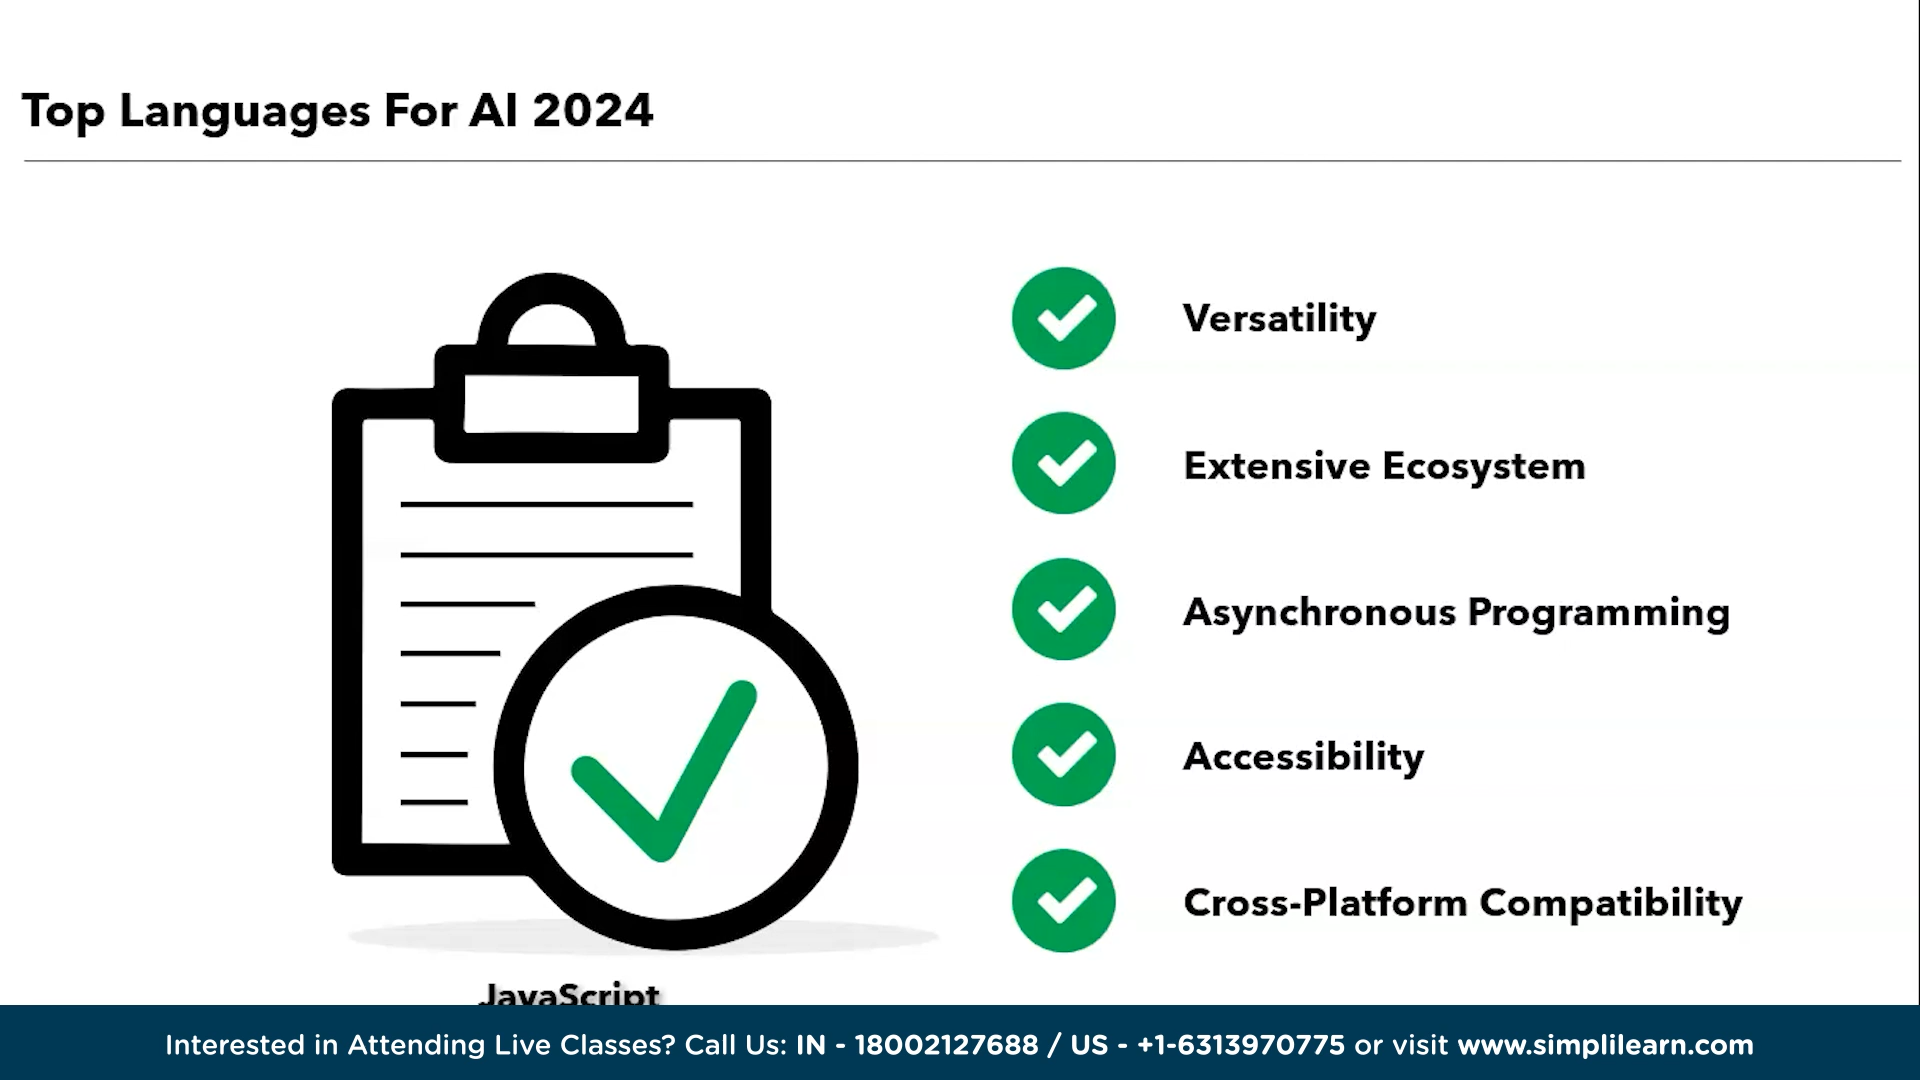 Top Languages For AI 2024
Versatility
Extensive Ecosystem
Asynchronous Programming
Accessibility
Cross-Platform Compatibility
JavaScript
Interested in Attending Live Classes? Call Us: IN - 18002127688 / US - +1-6313970775 or visit www.simplilearn.com